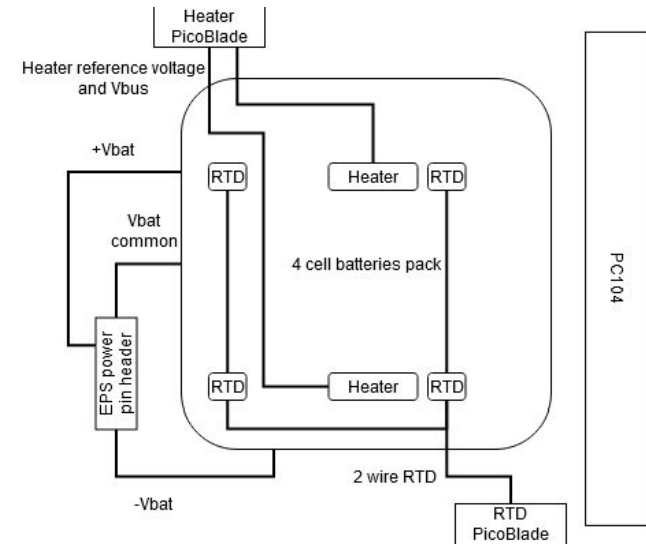 Heater
PicoBlade
Heater reference voltage
and Vbus
+Vbat
RTD
Heater
RTD
Vbat
common
4 cell batteries pack
PC104
EPS power
pin header
RTD
Heater
RTD
2 wire RTD
-Vbat
RTD
PicoBlade